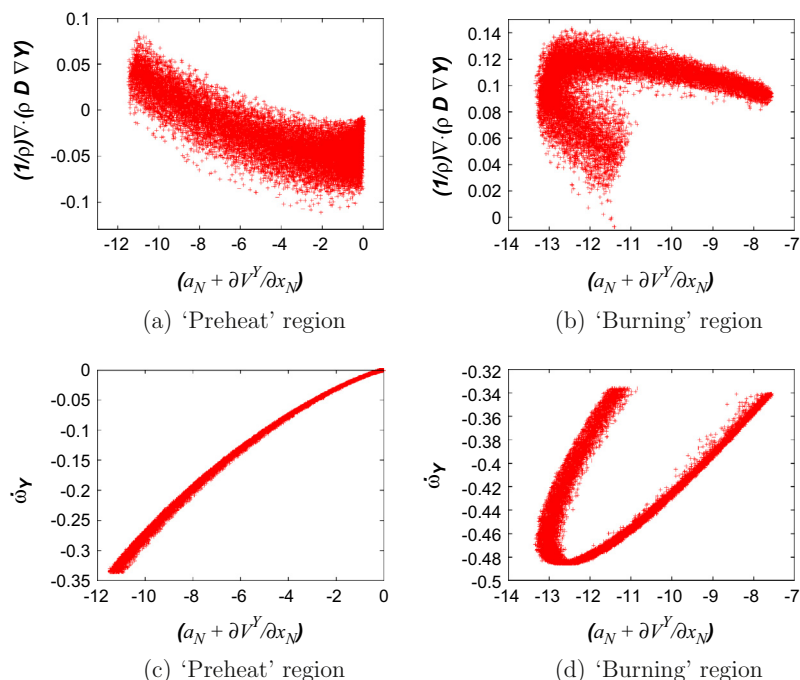 0.1
0.05
0
-0.05
-0.1
(1/ρ)∇·(ρ D ∇Y)
-12 -10 -8 -6 -4 -2 0
(a_N + ∂V^Y/∂x_N)
(a) ‘Preheat’ region
0.14
0.12
0.1
0.08
0.06
0.04
0.02
0
(1/ρ)∇·(ρ D ∇Y)
-14 -13 -12 -11 -10 -9 -8 -7
(a_N + ∂V^Y/∂x_N)
(b) ‘Burning’ region
0
-0.05
-0.1
-0.15
-0.2
-0.25
-0.3
-0.35
ω̇_Y
-12 -10 -8 -6 -4 -2 0
(a_N + ∂V^Y/∂x_N)
(c) ‘Preheat’ region
-0.32
-0.34
-0.36
-0.38
-0.4
-0.42
-0.44
-0.46
-0.48
-0.5
ω̇_Y
-14 -13 -12 -11 -10 -9 -8 -7
(a_N + ∂V^Y/∂x_N)
(d) ‘Burning’ region